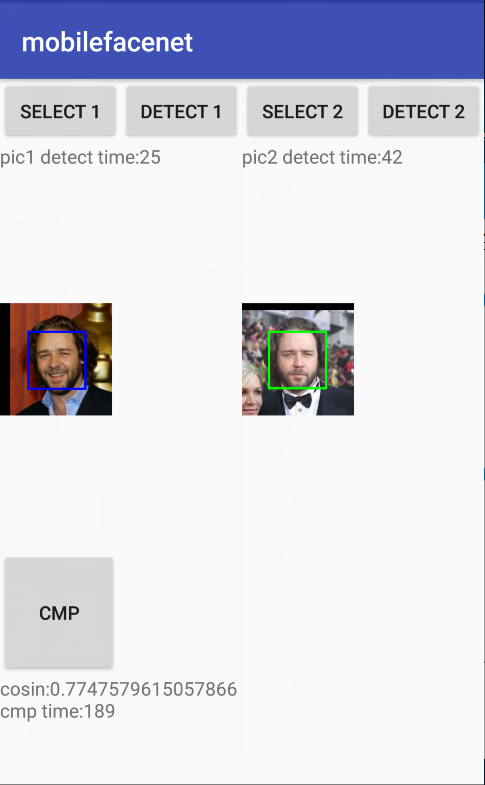 mobilefacenet
SELECT 1 DETECT 1 SELECT 2 DETECT 2
pic1 detect time:25 pic2 detect time:42
CMP
cosin:0.7747579615057866
cmp time:189